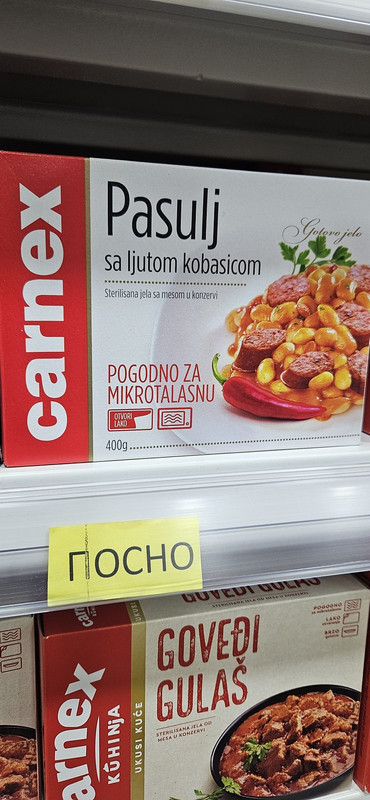 carnex
Pasulj
sa ljutom kobasicom
Sterilisana jela sa mesom u konzervi
Gotovo jelo
POGODNO ZA
MIKROTALASNU
OTVORI
LAKO
400g
ПОСНО
GOVEĐI GULAŠ
carnex
KUHINJA
UKUSI KUĆE
GOVEĐI
GULAŠ
STERILISANA JELA OD
MESA U KONZERVI
POGODNO
ZA MIKROTALASNU
LAKO
BRZO